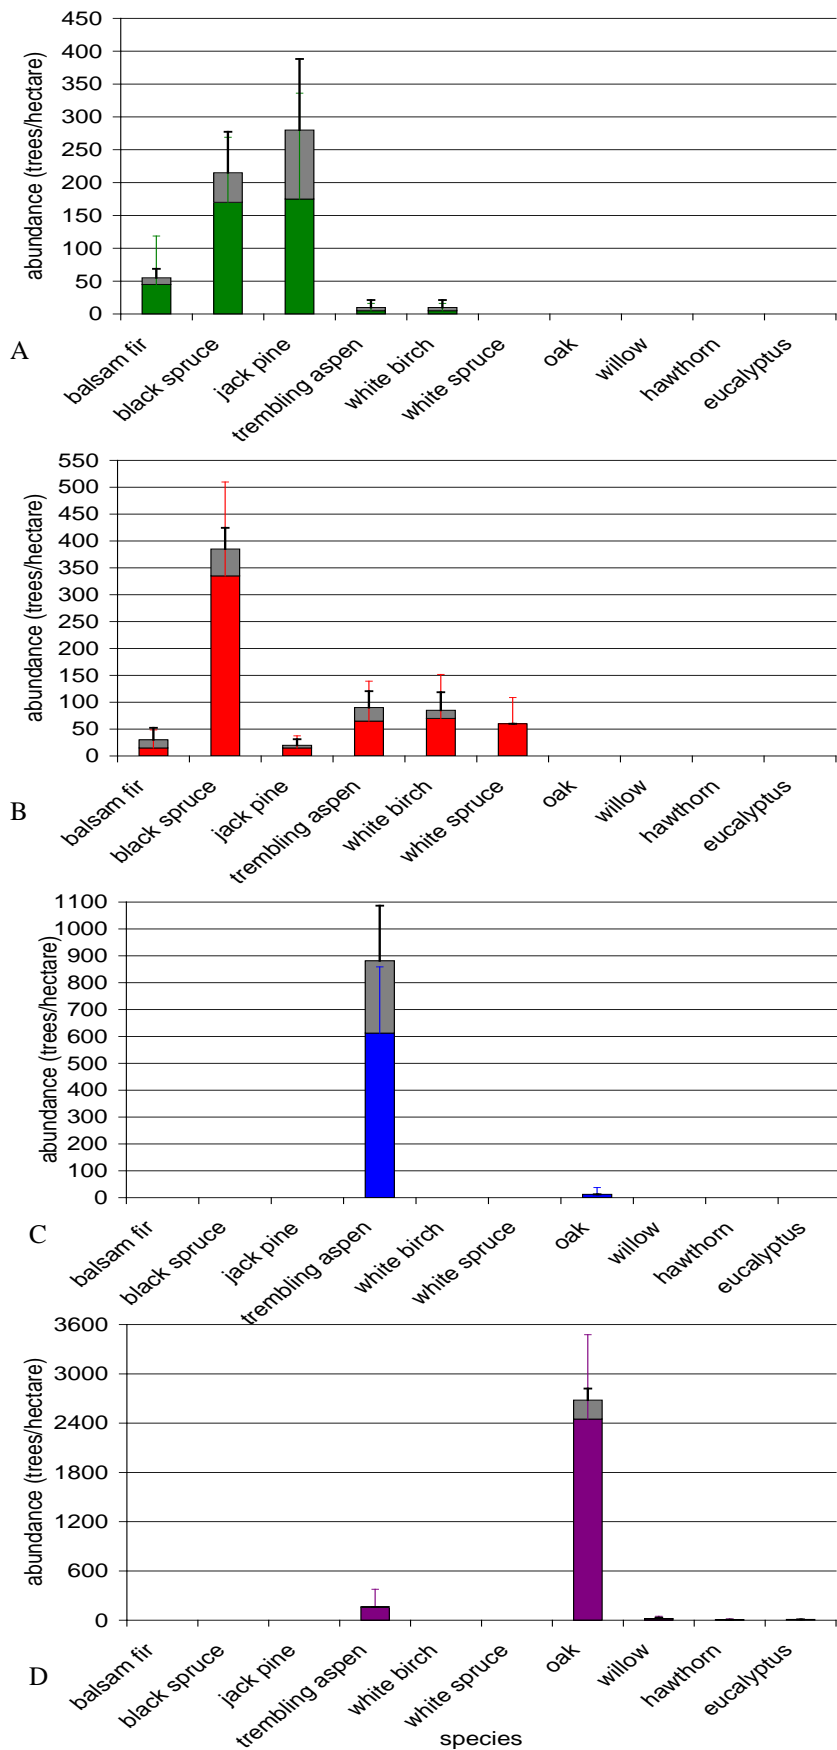 450
400
350
300
250
200
150
100
50
0
abundance (trees/hectare)
A
balsam fir
black spruce
jack pine
trembling aspen
white birch
white spruce
oak
willow
hawthorn
eucalyptus
550
500
450
400
350
300
250
200
150
100
50
0
abundance (trees/hectare)
B
balsam fir
black spruce
jack pine
trembling aspen
white birch
white spruce
oak
willow
hawthorn
eucalyptus
1100
1000
900
800
700
600
500
400
300
200
100
0
abundance (trees/hectare)
C
balsam fir
black spruce
jack pine
trembling aspen
white birch
white spruce
oak
willow
hawthorn
eucalyptus
3600
3000
2400
1800
1200
600
0
abundance (trees/hectare)
D
balsam fir
black spruce
jack pine
trembling aspen
white birch
white spruce
oak
willow
hawthorn
eucalyptus
species